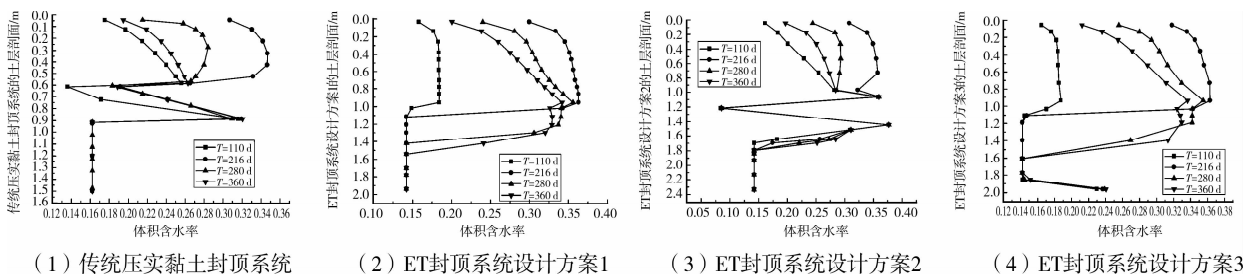 传统压实黏土封顶系统的土层剖面/m
0.0
0.1
0.2
0.3
0.4
0.5
0.6
0.7
0.8
0.9
1.0
1.1
1.2
1.3
1.4
1.5
1.6
T=110 d
T=216 d
T=280 d
T=360 d
0.12 0.14 0.16 0.18 0.20 0.22 0.24 0.26 0.28 0.30 0.32 0.34 0.36
体积含水率
（1）传统压实黏土封顶系统
ET封顶系统设计方案1的土层剖面/m
0.0
0.2
0.4
0.6
0.8
1.0
1.2
1.4
1.6
1.8
2.0
T=110 d
T=216 d
T=280 d
T=360 d
0.10 0.20 0.30 0.35 0.40
体积含水率
（2）ET封顶系统设计方案1
ET封顶系统设计方案2的土层剖面/m
0.0
0.2
0.4
0.6
0.8
1.0
1.2
1.4
1.6
1.8
2.0
2.2
2.4
T=110 d
T=216 d
T=280 d
T=360 d
0.05 0.10 0.15 0.20 0.25 0.30 0.35 0.40
体积含水率
（3）ET封顶系统设计方案2
ET封顶系统设计方案3的土层剖面/m
0.0
0.2
0.4
0.6
0.8
1.0
1.2
1.4
1.6
1.8
2.0
T=110 d
T=216 d
T=280 d
T=360 d
0.12 0.14 0.16 0.18 0.20 0.22 0.24 0.26 0.28 0.30 0.32 0.34 0.36 0.38
体积含水率
（4）ET封顶系统设计方案3